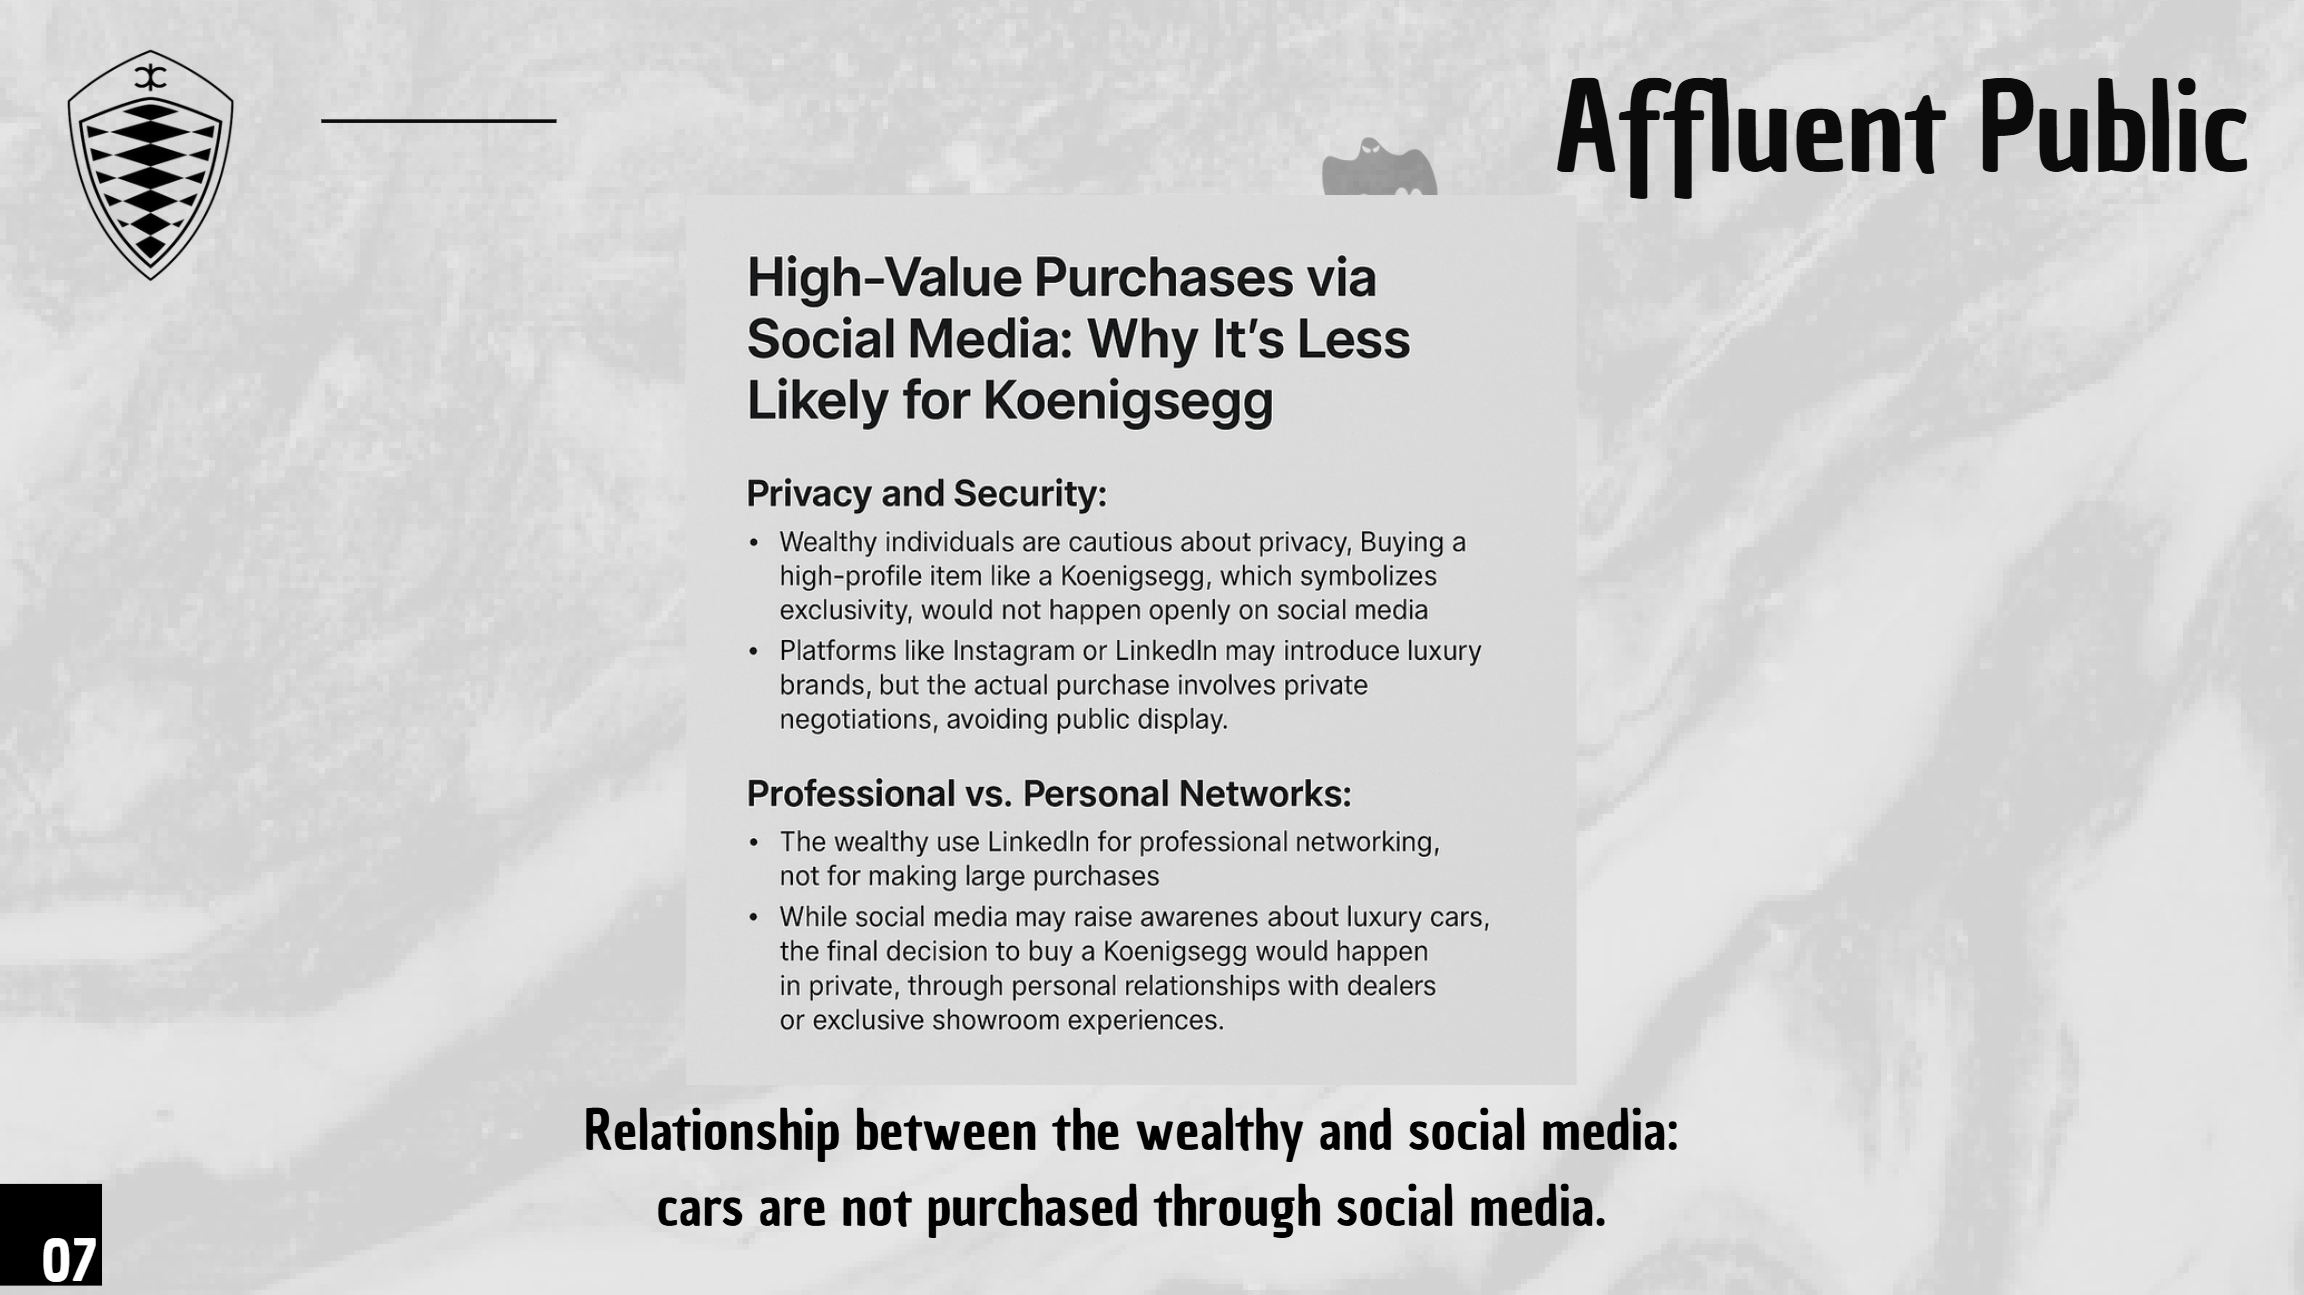 Affluent Public
High-Value Purchases via
Social Media: Why It's Less
Likely for Koenigsegg
Privacy and Security:
• Wealthy individuals are cautious about privacy, Buying a
high-profile item like a Koenigsegg, which symbolizes
exclusivity, would not happen openly on social media
• Platforms like Instagram or LinkedIn may introduce luxury
brands, but the actual purchase involves private
negotiations, avoiding public display.
Professional vs. Personal Networks:
• The wealthy use LinkedIn for professional networking,
not for making large purchases
• While social media may raise awarenes about luxury cars,
the final decision to buy a Koenigsegg would happen
in private, through personal relationships with dealers
or exclusive showroom experiences.
Relationship between the wealthy and social media:
cars are not purchased through social media.
07